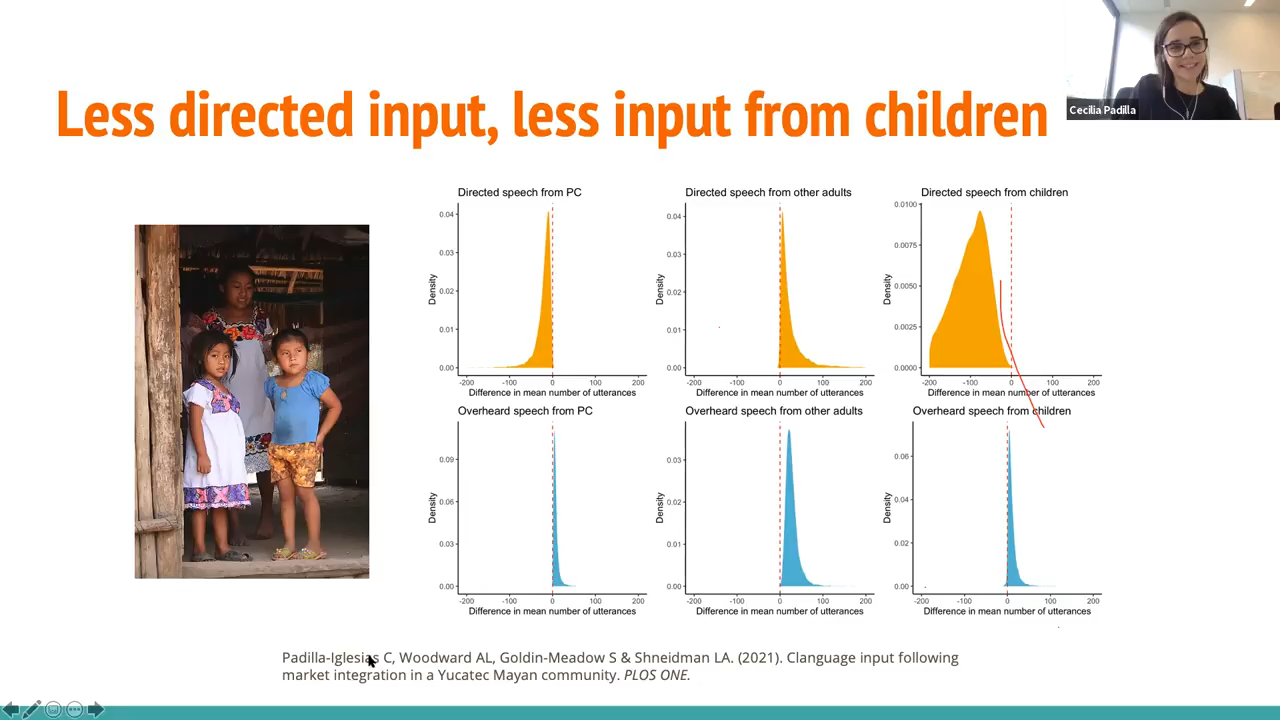 Less directed input, less input from children
Cecilia Padilla
Directed speech from PC
0.04
0.03
0.02
0.01
0.00
Density
-200 -100 0 100 200
Difference in mean number of utterances
Directed speech from other adults
0.04
0.03
0.02
0.01
0.00
Density
-200 -100 0 100 200
Difference in mean number of utterances
Directed speech from children
0.0100
0.0075
0.0050
0.0025
0.0000
Density
-200 -100 0 100 200
Difference in mean number of utterances
Overheard speech from PC
0.09
0.06
0.03
0.00
Density
-200 -100 0 100 200
Difference in mean number of utterances
Overheard speech from other adults
0.03
0.02
0.01
0.00
Density
-200 -100 0 100 200
Difference in mean number of utterances
Overheard speech from children
0.06
0.04
0.02
0.00
Density
-200 -100 0 100 200
Difference in mean number of utterances
Padilla-Iglesias C, Woodward AL, Goldin-Meadow S & Shneidman LA. (2021). Clanguage input following
market integration in a Yucatec Mayan community. PLOS ONE.